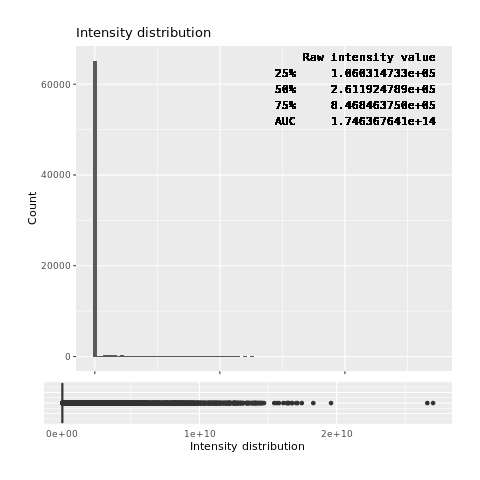 Intensity distribution
Raw intensity value
25% 1.060314733e+05
50% 2.611924789e+05
75% 8.468463750e+05
AUC 1.746367641e+14
60000
40000
20000
0
Count
0e+00 1e+10 2e+10
Intensity distribution